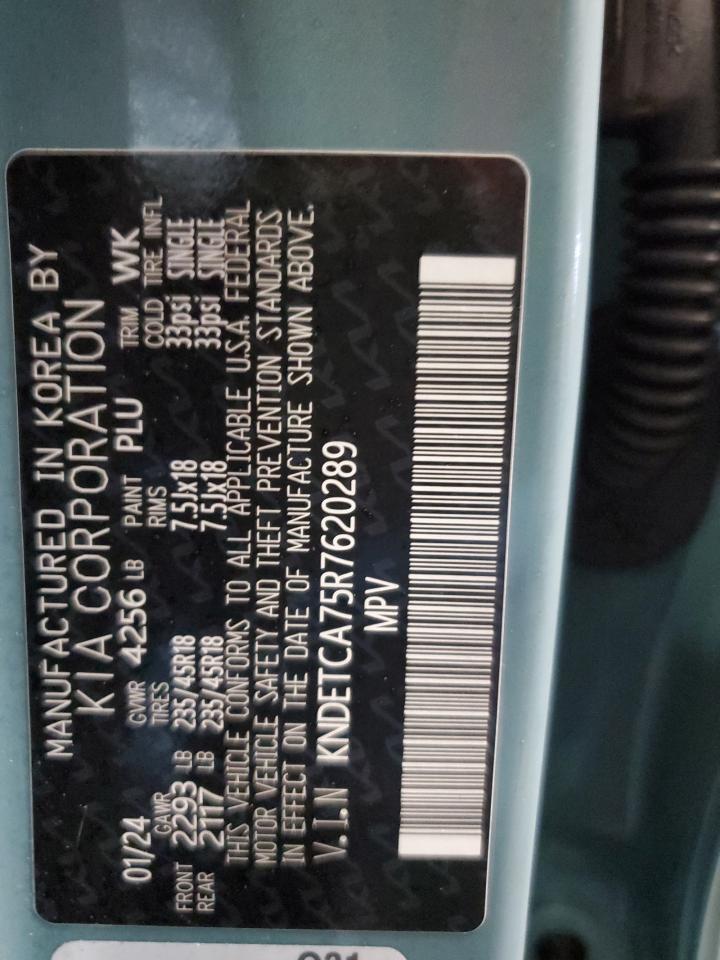 MANUFACTURED IN KOREA BY
KIA CORPORATION
01/24 GVWR 4256 LB PAINT PLU TRIM WK
GAWR TIRES RIMS COLD TIRE INFL
FRONT 2293 LB 235/45R18 7.5Jx18 33psi SINGLE
REAR 2117 LB 235/45R18 7.5Jx18 33psi SINGLE
THIS VEHICLE CONFORMS TO ALL APPLICABLE U.S.A. FEDERAL
MOTOR VEHICLE SAFETY AND THEFT PREVENTION STANDARDS
IN EFFECT ON THE DATE OF MANUFACTURE SHOWN ABOVE.
V.I.N KNDETCA75R7620289
MPV